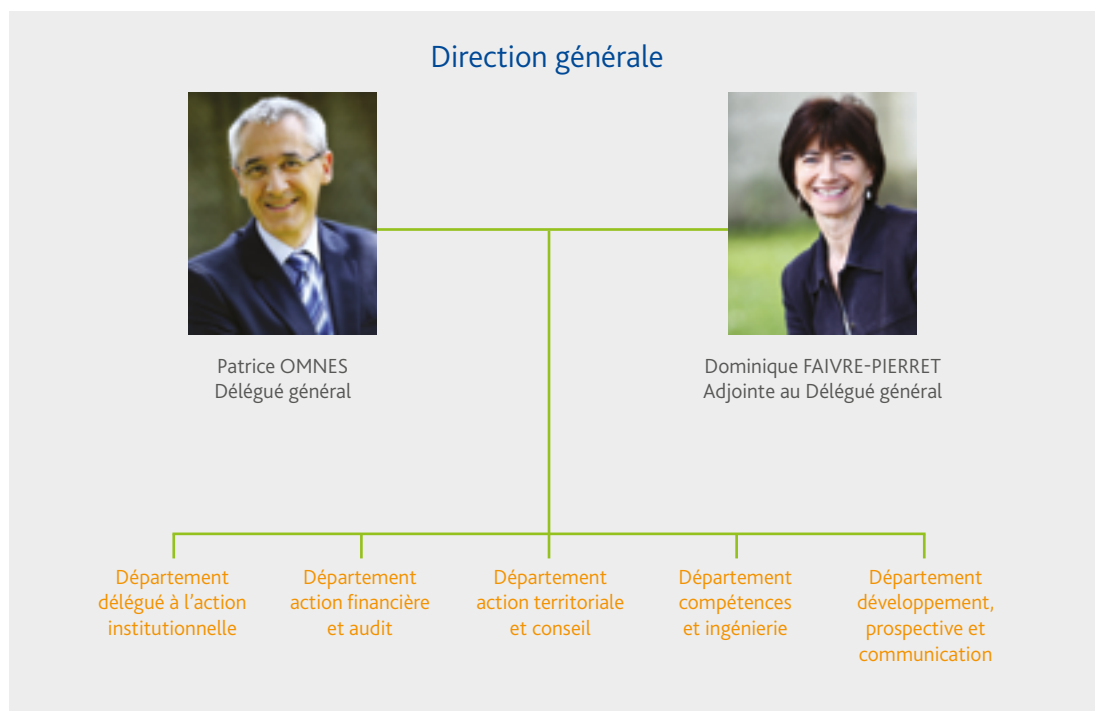 Direction générale
Patrice OMNES
Délégué général
Dominique FAIVRE-PIERRET
Adjointe au Délégué général
Département
délégué à l’action
institutionnelle
Département
action financière
et audit
Département
action territoriale
et conseil
Département
compétences
et ingénierie
Département
développement,
prospective et
communication